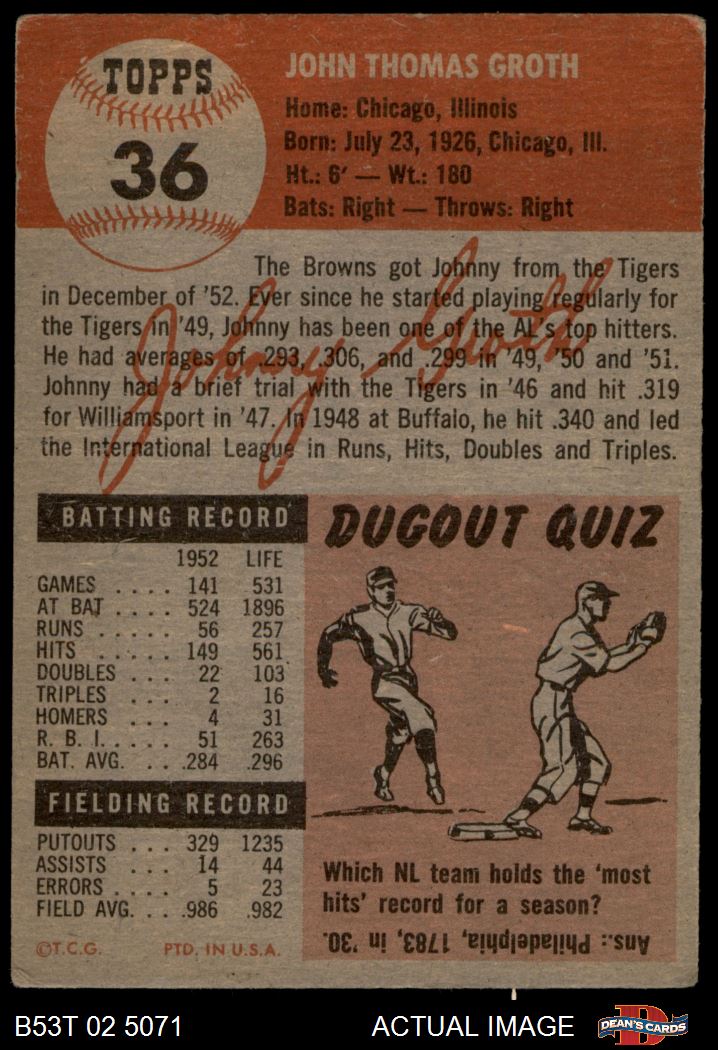 TOPPS
36
JOHN THOMAS GROTH
Home: Chicago, Illinois
Born: July 23, 1926, Chicago, Ill.
Ht.: 6' — Wt.: 180
Bats: Right — Throws: Right
The Browns got Johnny from the Tigers
in December of '52. Ever since he started playing regularly for
the Tigers in '49, Johnny has been one of the AL's top hitters.
He had averages of .293, .306, and .299 in '49, '50 and '51.
Johnny had a brief trial with the Tigers in '46 and hit .319
for Williamsport in '47. In 1948 at Buffalo, he hit .340 and led
the International League in Runs, Hits, Doubles and Triples.
Johnny Groth
BATTING RECORD
1952 LIFE
GAMES .... 141 531
AT BAT .... 524 1896
RUNS ..... 56 257
HITS ..... 149 561
DOUBLES ... 22 103
TRIPLES ... 2 16
HOMERS ... 4 31
R. B. I. .... 51 263
BAT. AVG. ... .284 .296
FIELDING RECORD
PUTOUTS ... 329 1235
ASSISTS ... 14 44
ERRORS .... 5 23
FIELD AVG. ... .986 .982
©T.C.G. PTD. IN U.S.A.
DUGOUT QUIZ
Which NL team holds the 'most
hits' record for a season?
Ans.: Philadelphia, 1783, in '30.
B53T 02 5071
ACTUAL IMAGE
D
DEAN'S CARDS